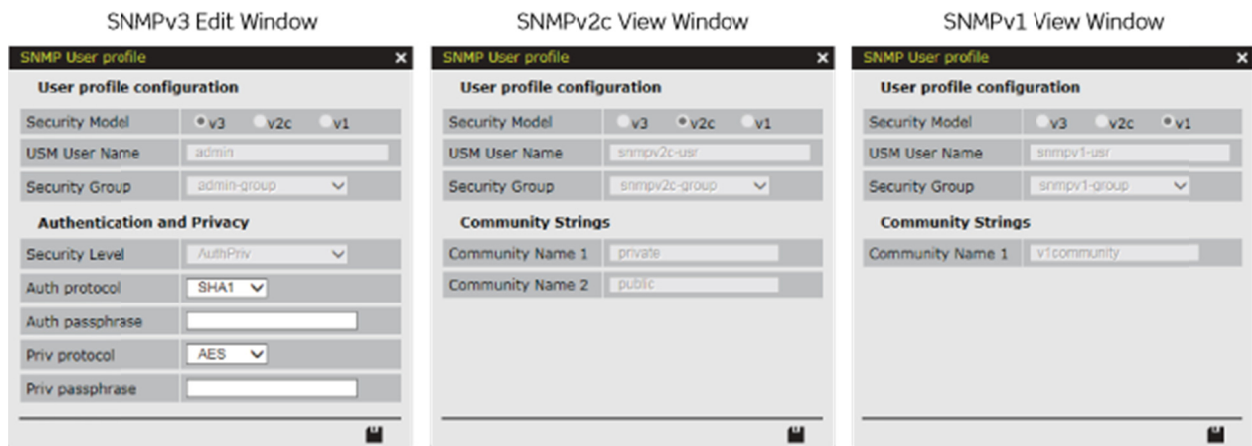 SNMPv3 Edit Window
SNMP User profile
User profile configuration
Security Model v3 v2c v1
USM User Name admin
Security Group admin-group
Authentication and Privacy
Security Level AuthPriv
Auth protocol SHA1
Auth passphrase
Priv protocol AES
Priv passphrase
SNMPv2c View Window
SNMP User profile
User profile configuration
Security Model v3 v2c v1
USM User Name snmpv2c-usr
Security Group snmpv2c-group
Community Strings
Community Name 1 private
Community Name 2 public
SNMPv1 View Window
SNMP User profile
User profile configuration
Security Model v3 v2c v1
USM User Name snmpv1-usr
Security Group snmpv1-group
Community Strings
Community Name 1 v1community